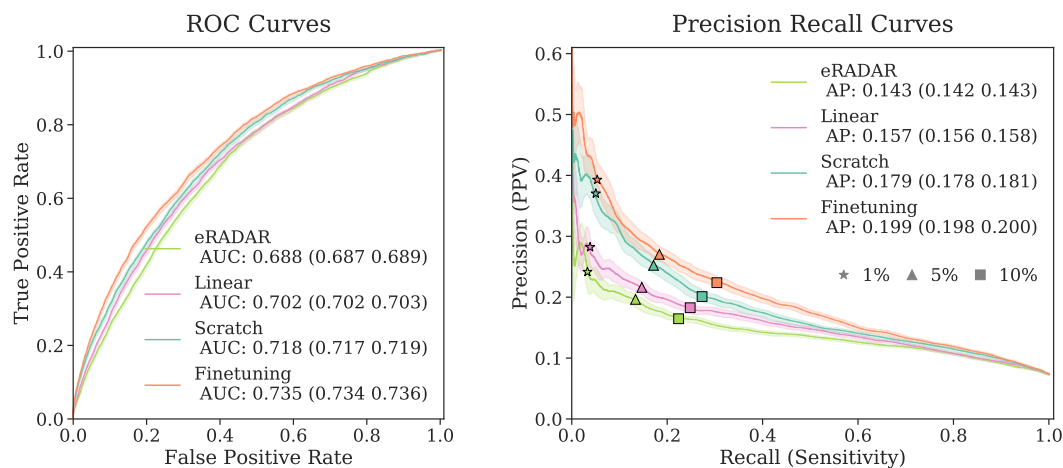 ROC Curves
True Positive Rate
1.0
0.8
0.6
0.4
0.2
0.0
eRADAR
AUC: 0.688 (0.687 0.689)
Linear
AUC: 0.702 (0.702 0.703)
Scratch
AUC: 0.718 (0.717 0.719)
Finetuning
AUC: 0.735 (0.734 0.736)
0.0 0.2 0.4 0.6 0.8 1.0
False Positive Rate
Precision Recall Curves
Precision (PPV)
0.6
0.5
0.4
0.3
0.2
0.1
0.0
eRADAR
AP: 0.143 (0.142 0.143)
Linear
AP: 0.157 (0.156 0.158)
Scratch
AP: 0.179 (0.178 0.181)
Finetuning
AP: 0.199 (0.198 0.200)
1% 5% 10%
0.0 0.2 0.4 0.6 0.8 1.0
Recall (Sensitivity)